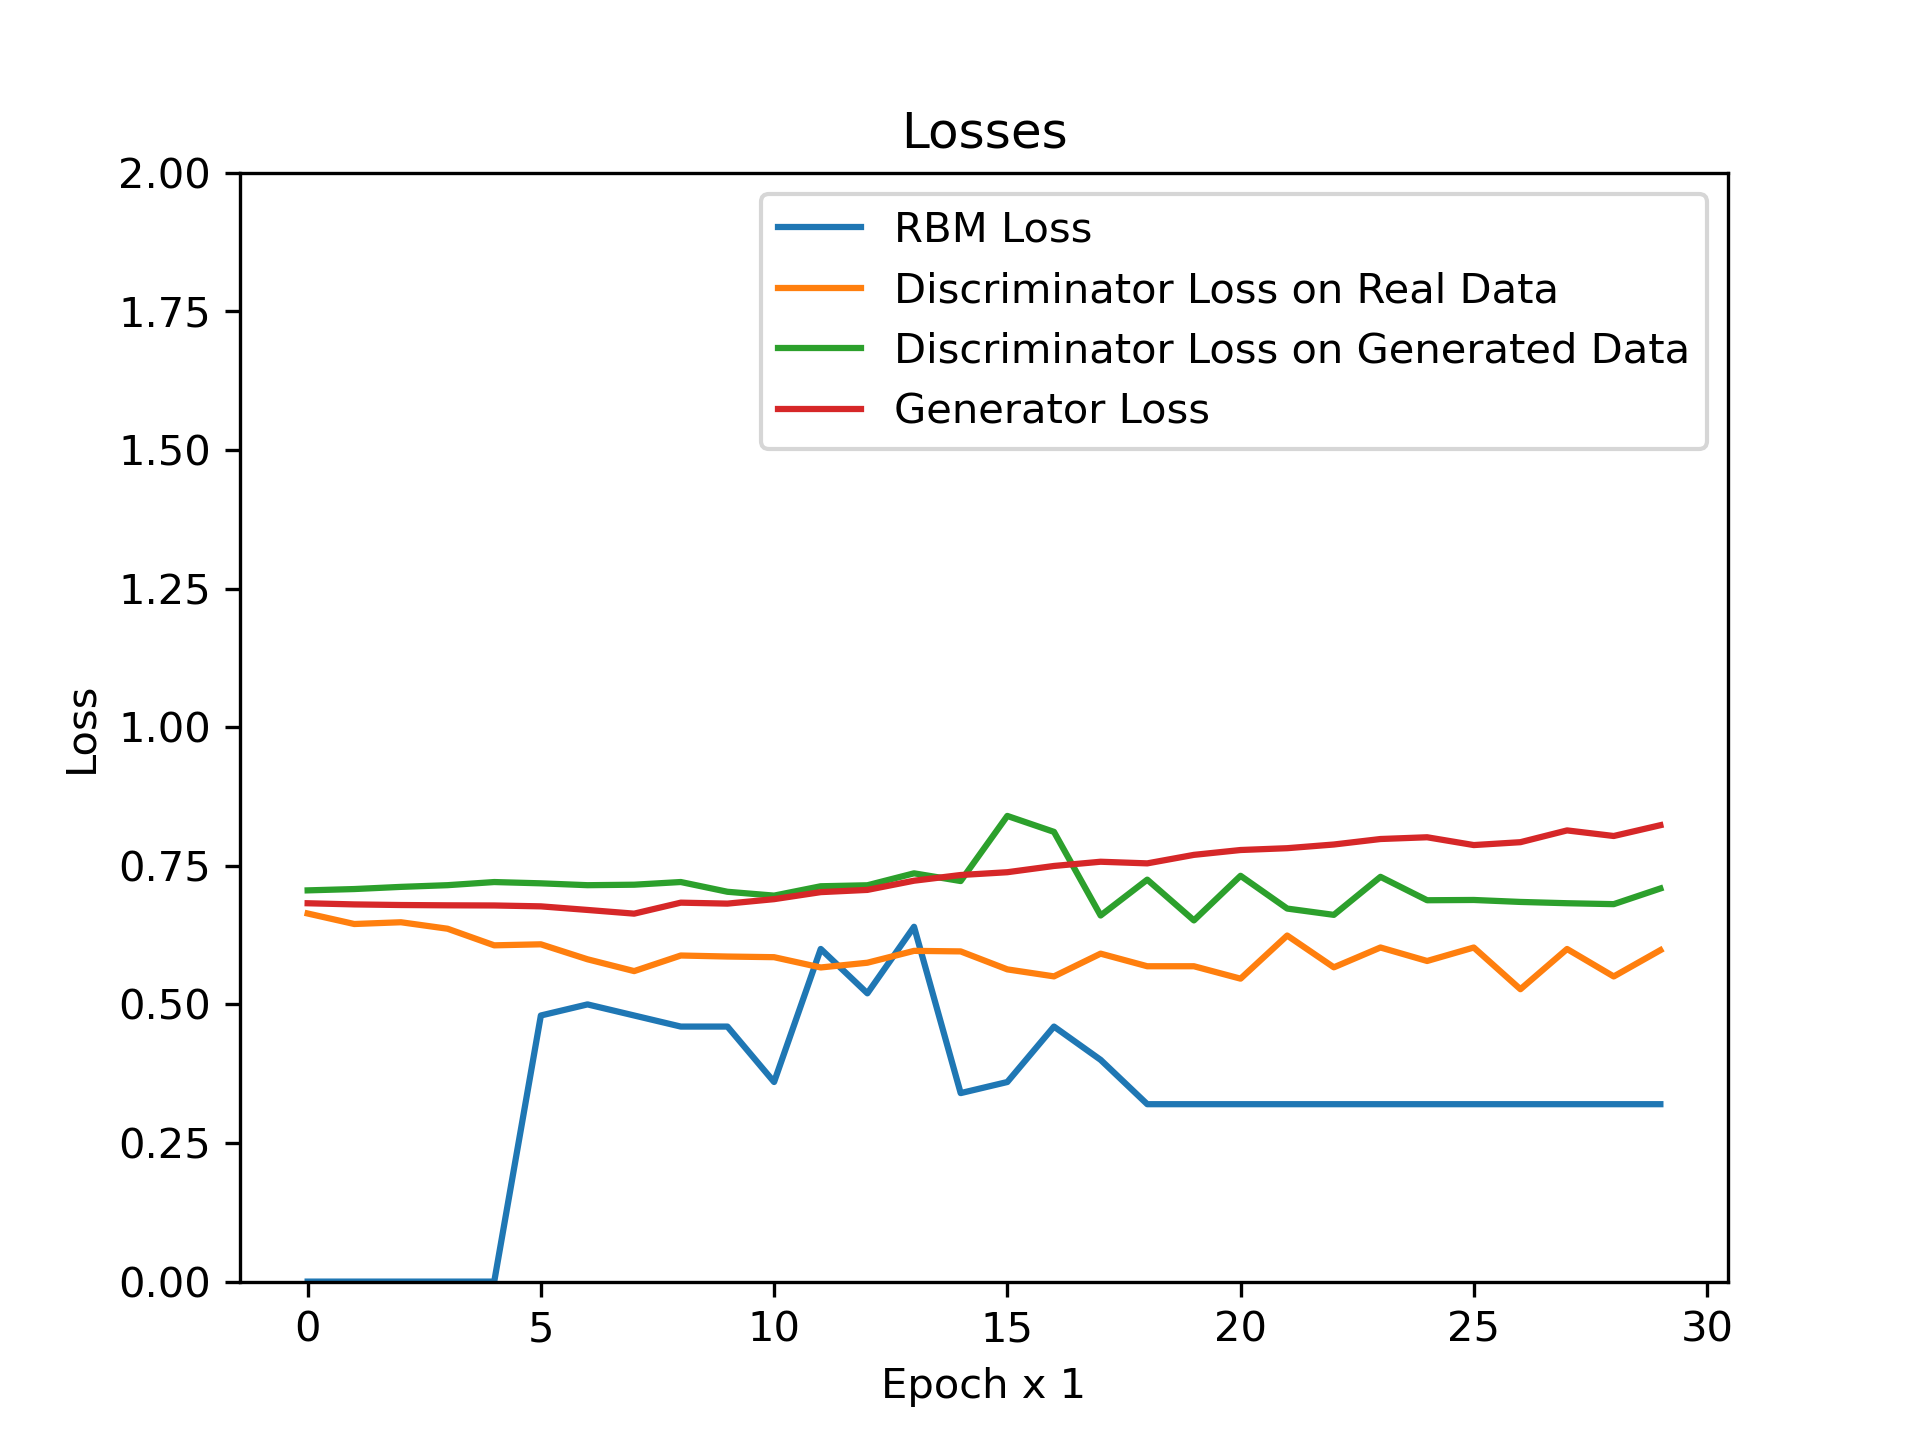 Losses
2.00
1.75
1.50
1.25
1.00
0.75
0.50
0.25
0.00
Loss
RBM Loss
Discriminator Loss on Real Data
Discriminator Loss on Generated Data
Generator Loss
0 5 10 15 20 25 30
Epoch x 1